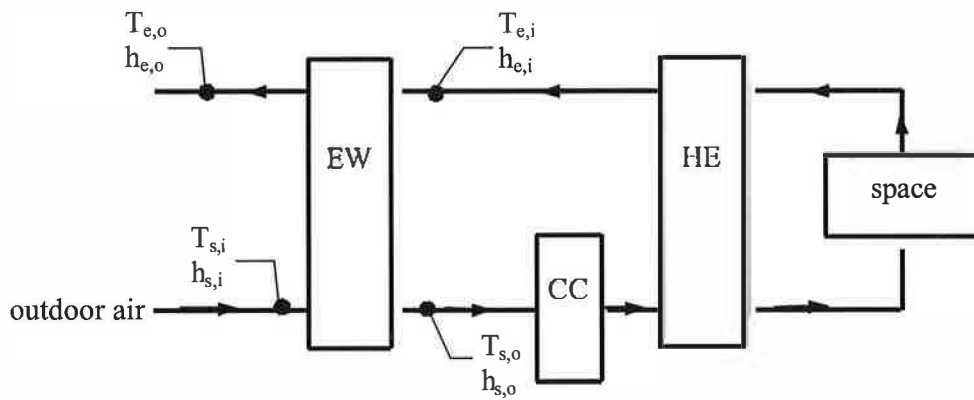 T_e,o
h_e,o
T_e,i
h_e,i
EW
HE
space
T_s,i
h_s,i
CC
outdoor air
T_s,o
h_s,o